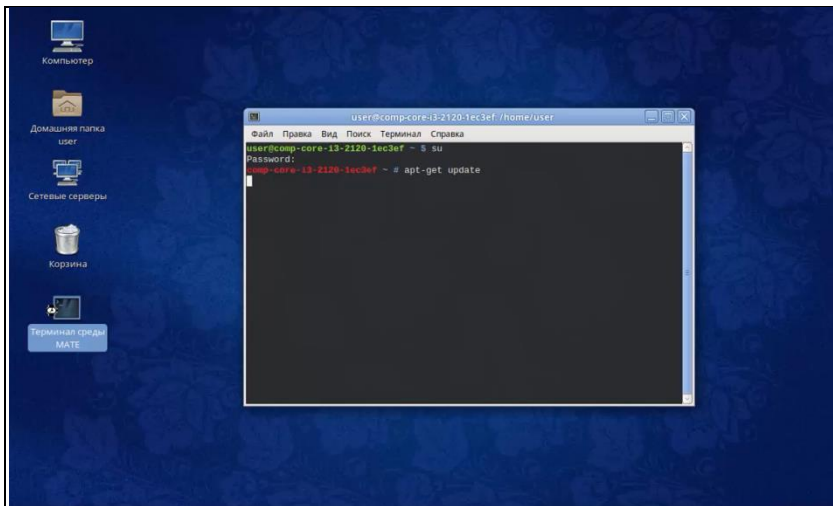 Компьютер
Домашняя папка
user
Сетевые серверы
Корзина
Терминал среды
MATE
user@comp-core-i3-2120-1ec3ef:/home/user
Файл Правка Вид Поиск Терминал Справка
user@comp-core-i3-2120-1ec3ef ~ $ su
Password:
comp-core-i3-2120-1ec3ef ~ # apt-get update